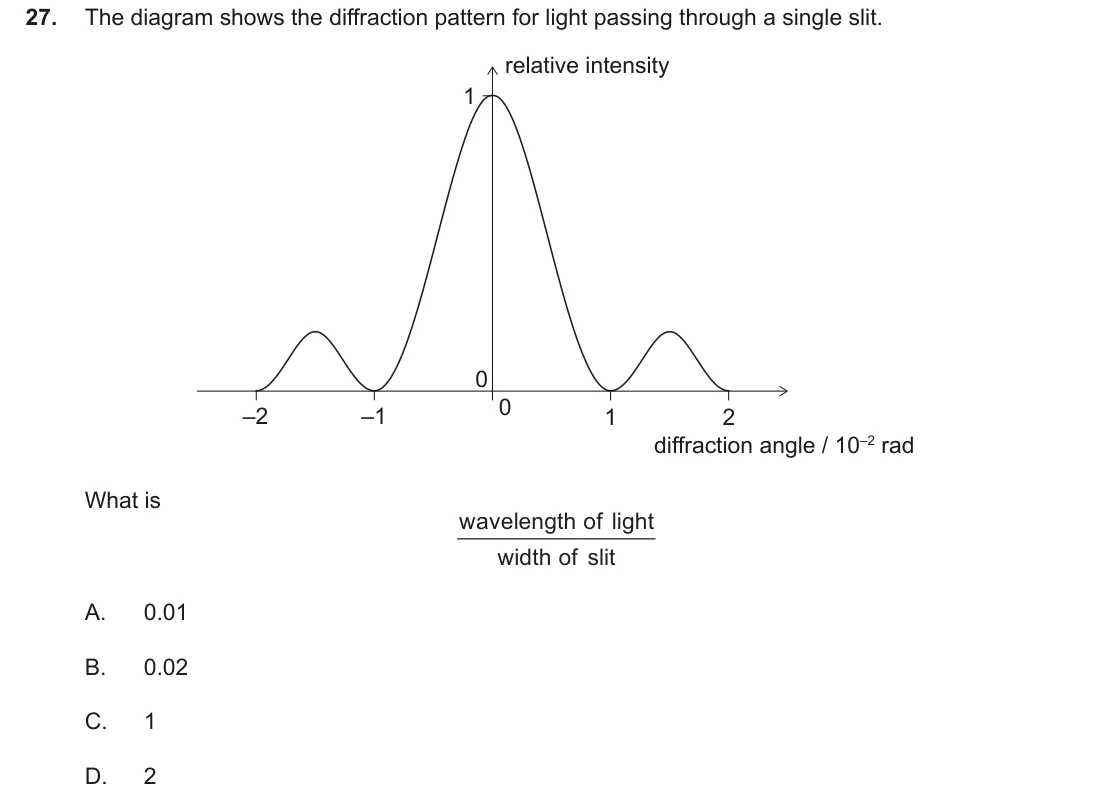 27. The diagram shows the diffraction pattern for light passing through a single slit.
relative intensity
1
0
–2 –1 0 1 2
diffraction angle / 10⁻² rad
What is
wavelength of light
width of slit
A. 0.01
B. 0.02
C. 1
D. 2